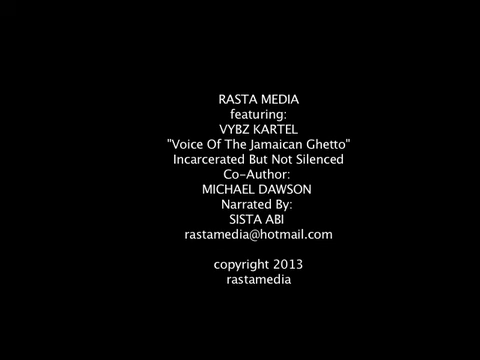 RASTA MEDIA
featuring:
VYBZ KARTEL
"Voice Of The Jamaican Ghetto"
Incarcerated But Not Silenced
Co-Author:
MICHAEL DAWSON
Narrated By:
SISTA ABI
rastamedia@hotmail.com
copyright 2013
rastamedia